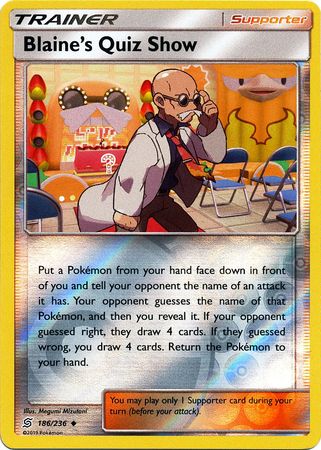 TRAINER Supporter
Blaine's Quiz Show
Put a Pokémon from your hand face down in front
of you and tell your opponent the name of an attack
it has. Your opponent guesses the name of that
Pokémon, and then you reveal it. If your opponent
guessed right, they draw 4 cards. If they guessed
wrong, you draw 4 cards. Return the Pokémon to
your hand.
Illus. Megumi Mizutani
186/236
©2019 Pokémon
You may play only 1 Supporter card during your
turn (before your attack).